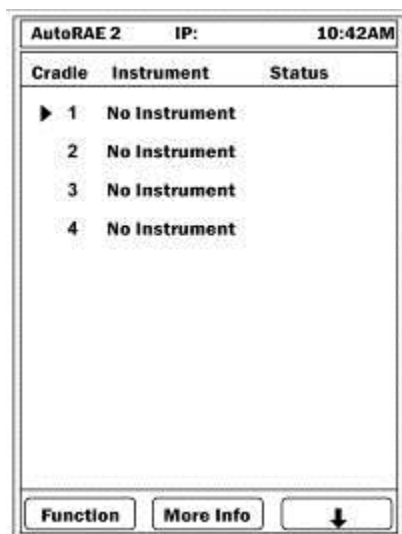 AutoRAE 2 IP: 10:42AM
Cradle Instrument Status
1 No Instrument
2 No Instrument
3 No Instrument
4 No Instrument
Function More Info